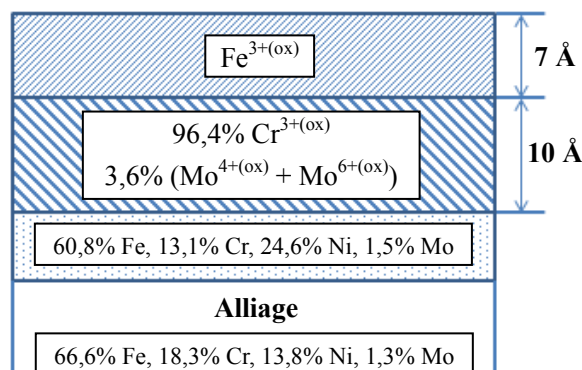 Fe³⁺⁽ᵒˣ⁾
7 Å
96,4% Cr³⁺⁽ᵒˣ⁾
3,6% (Mo⁴⁺⁽ᵒˣ⁾ + Mo⁶⁺⁽ᵒˣ⁾)
10 Å
60,8% Fe, 13,1% Cr, 24,6% Ni, 1,5% Mo
Alliage
66,6% Fe, 18,3% Cr, 13,8% Ni, 1,3% Mo